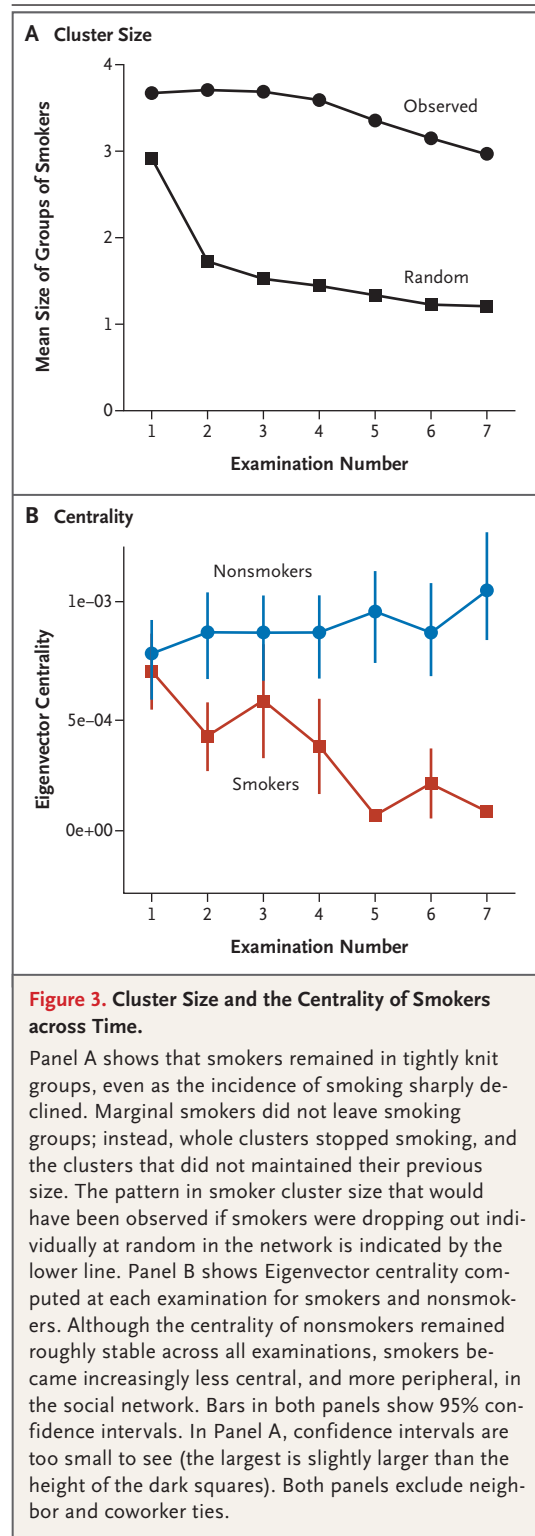 A Cluster Size
4
Observed
3
Mean Size of Groups of Smokers
2
Random
1
0
1 2 3 4 5 6 7
Examination Number
B Centrality
Nonsmokers
1e–03
Eigenvector Centrality
5e–04
Smokers
0e+00
1 2 3 4 5 6 7
Examination Number
Figure 3. Cluster Size and the Centrality of Smokers
across Time.
Panel A shows that smokers remained in tightly knit
groups, even as the incidence of smoking sharply de-
clined. Marginal smokers did not leave smoking
groups; instead, whole clusters stopped smoking, and
the clusters that did not maintained their previous
size. The pattern in smoker cluster size that would
have been observed if smokers were dropping out indi-
vidually at random in the network is indicated by the
lower line. Panel B shows Eigenvector centrality com-
puted at each examination for smokers and nonsmok-
ers. Although the centrality of nonsmokers remained
roughly stable across all examinations, smokers be-
came increasingly less central, and more peripheral, in
the social network. Bars in both panels show 95% con-
fidence intervals. In Panel A, confidence intervals are
too small to see (the largest is slightly larger than the
height of the dark squares). Both panels exclude neigh-
bor and coworker ties.